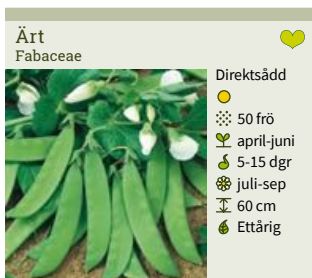 Ärt
Fabaceae
Direktsådd
50 frö
april-juni
5-15 dgr
juli-sep
60 cm
Ettårig